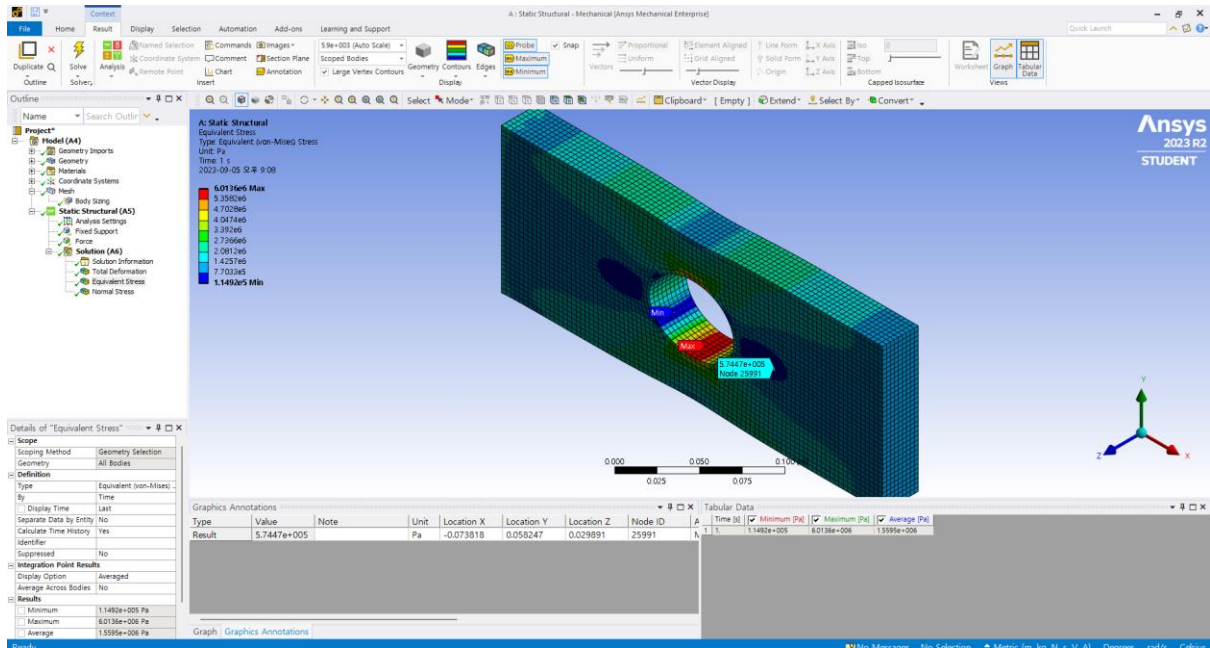 Context
A : Static Structural - Mechanical [Ansys Mechanical Enterprise]
File Home Result Display Selection Automation Add-ons Learning and Support
Quick Launch
Named Selection Commands Images 5.9e+003 (Auto Scale) Probe Snap Proportional Element Aligned Line Form X Axis Iso 0
Coordinate System Comment Section Plane Scoped Bodies Maximum Uniform Grid Aligned Solid Form Y Axis Top
Duplicate Q Solve Analysis Remote Point Chart Annotation Large Vertex Contours Geometry Contours Edges Minimum Vectors Origin Z Axis Bottom Worksheet Graph Tabular Data
Outline Solver Insert Display Vector Display Capped Isosurface Views
Outline
Select Mode Clipboard [ Empty ] Extend Select By Convert
Name Search Outlin
Project*
Model (A4)
Geometry Imports
Geometry
Materials
Coordinate Systems
Mesh
Body Sizing
Static Structural (A5)
Analysis Settings
Fixed Support
Force
Solution (A6)
Solution Information
Total Deformation
Equivalent Stress
Normal Stress
A: Static Structural
Equivalent Stress
Type: Equivalent (von-Mises) Stress
Unit: Pa
Time: 1 s
2023-09-05 오후 9:08
6.0136e6 Max
5.3582e6
4.7028e6
4.0474e6
3.392e6
2.7366e6
2.0812e6
1.4257e6
7.7033e5
1.1492e5 Min
Ansys
2023 R2
STUDENT
Min
Max
5.7447e+005
Node 25991
0.000 0.050 0.100
0.025 0.075
Y
Z X
Details of "Equivalent Stress"
Scope
Scoping Method Geometry Selection
Geometry All Bodies
Definition
Type Equivalent (von-Mises) ..
By Time
Display Time Last
Separate Data by Entity No
Calculate Time History Yes
Identifier
Suppressed No
Integration Point Results
Display Option Averaged
Average Across Bodies No
Results
Minimum 1.1492e+005 Pa
Maximum 6.0136e+006 Pa
Average 1.5595e+006 Pa
Graphics Annotations
Type Value Note Unit Location X Location Y Location Z Node ID A
Result 5.7447e+005 Pa -0.073818 0.058247 0.029891 25991
Graph Graphics Annotations
Tabular Data
Time [s] Minimum [Pa] Maximum [Pa] Average [Pa]
1 1. 1.1492e+005 6.0136e+006 1.5595e+006
Ready
No Messages No Selection Metric (m, kg, N, s, V, A) Degrees rad/s Celsius